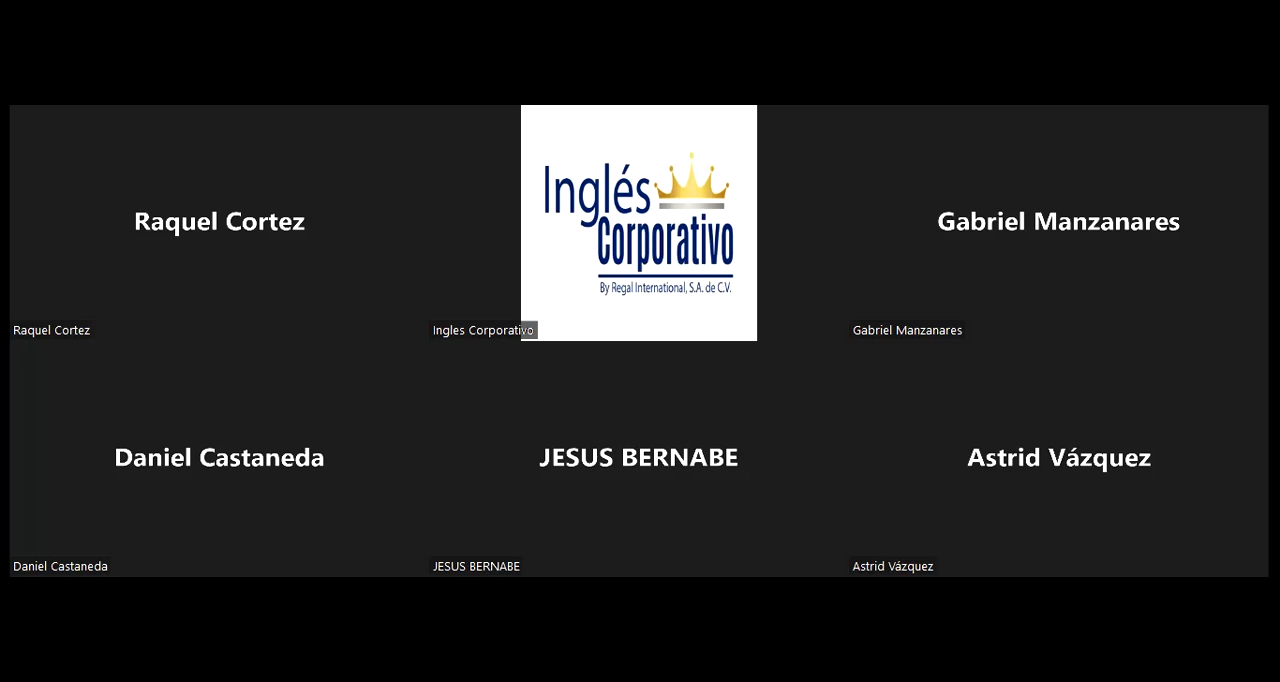 Raquel Cortez
Inglés
Corporativo
By Regal International, S.A. de C.V.
Gabriel Manzanares
Raquel Cortez
Ingles Corporativo
Gabriel Manzanares
Daniel Castaneda
JESUS BERNABE
Astrid Vázquez
Daniel Castaneda
JESUS BERNABE
Astrid Vázquez